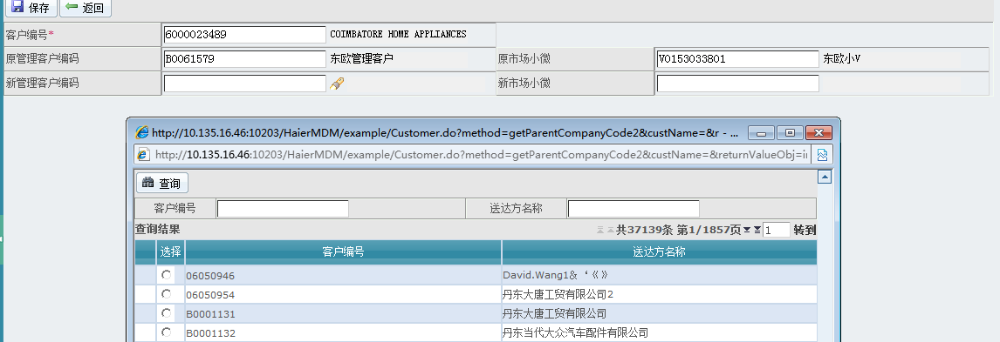 保存 返回
客户编号* 6000023489 COIMBATORE HOME APPLIANCES
原管理客户编码 B0061579 东欧管理客户 原市场小微 V0153033801 东欧小V
新管理客户编码 新市场小微
http://10.135.16.46:10203/HaierMDM/example/Customer.do?method=getParentCompanyCode2&custName=&r - ...
http://10.135.16.46:10203/HaierMDM/example/Customer.do?method=getParentCompanyCode2&custName=&returnValueObj=in
查询
客户编号 送达方名称
查询结果 共37139条 第1/1857页 1 转到
选择 客户编号 送达方名称
06050946 David.Wang1&‘《》
06050954 丹东大唐工贸有限公司2
B0001131 丹东大唐工贸有限公司
B0001132 丹东当代大众汽车配件有限公司